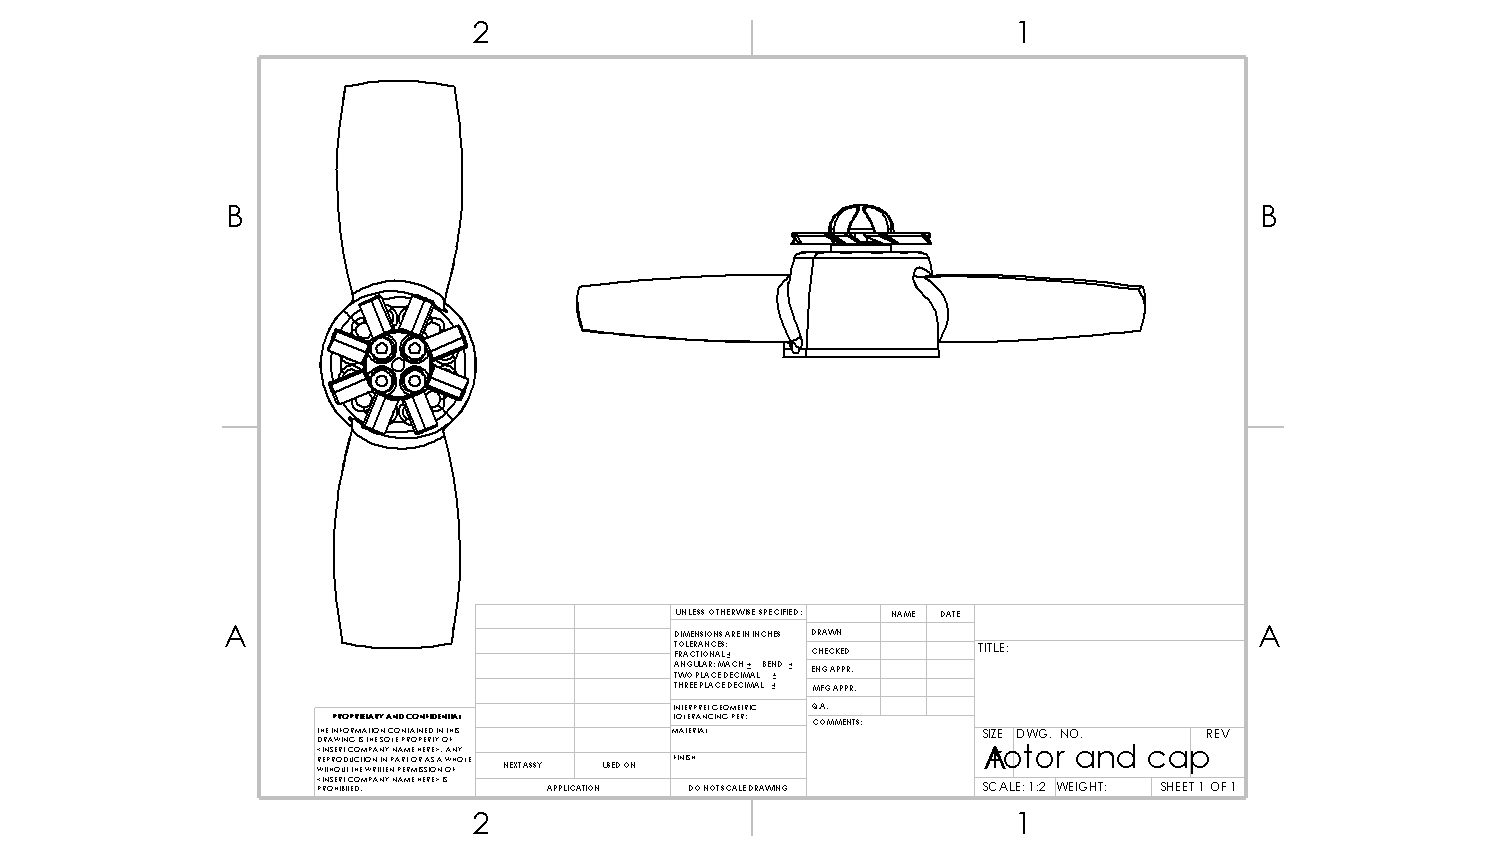 2 1
B B
A A
UNLESS OTHERWISE SPECIFIED:
NAME DATE
DIMENSIONS ARE IN INCHES
TOLERANCES:
FRACTIONAL ±
ANGULAR: MACH ± BEND ±
TWO PLACE DECIMAL ±
THREE PLACE DECIMAL ±
DRAWN
CHECKED
ENG APPR.
MFG APPR.
Q.A.
COMMENTS:
INTERPRET GEOMETRIC
TOLERANCING PER:
MATERIAL
FINISH
TITLE:
PROPRIETARY AND CONFIDENTIAL
THE INFORMATION CONTAINED IN THIS
DRAWING IS THE SOLE PROPERTY OF
<INSERT COMPANY NAME HERE>. ANY
REPRODUCTION IN PART OR AS A WHOLE
WITHOUT THE WRITTEN PERMISSION OF
<INSERT COMPANY NAME HERE> IS
PROHIBITED.
NEXT ASSY USED ON
APPLICATION
DO NOT SCALE DRAWING
SIZE DWG. NO. REV
A
and cap
SCALE: 1:2 WEIGHT: SHEET 1 OF 1
2 1